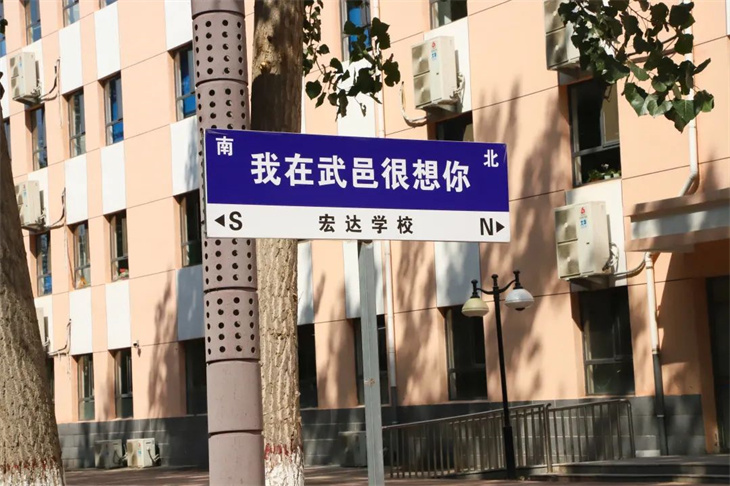 南 北
我在武邑很想你
S 宏达学校 N